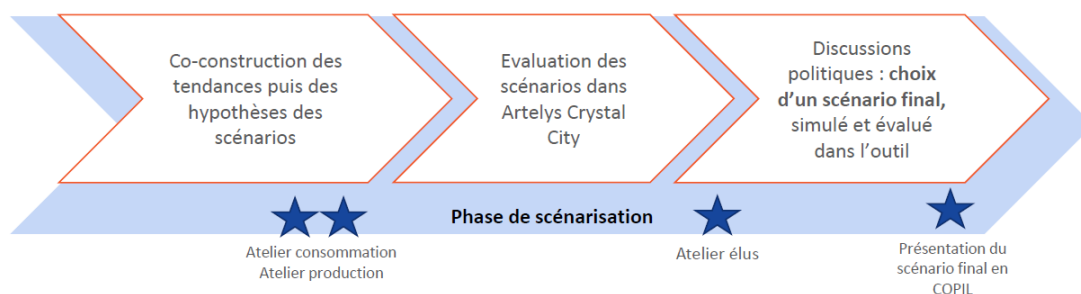 Co-construction des
tendances puis des
hypothèses des
scénarios
Evaluation des
scénarios dans
Artelys Crystal
City
Discussions
politiques : choix
d'un scénario final,
simulé et évalué
dans l'outil
Phase de scénarisation
Atelier consommation
Atelier production
Atelier élus
Présentation du
scénario final en
COPIL